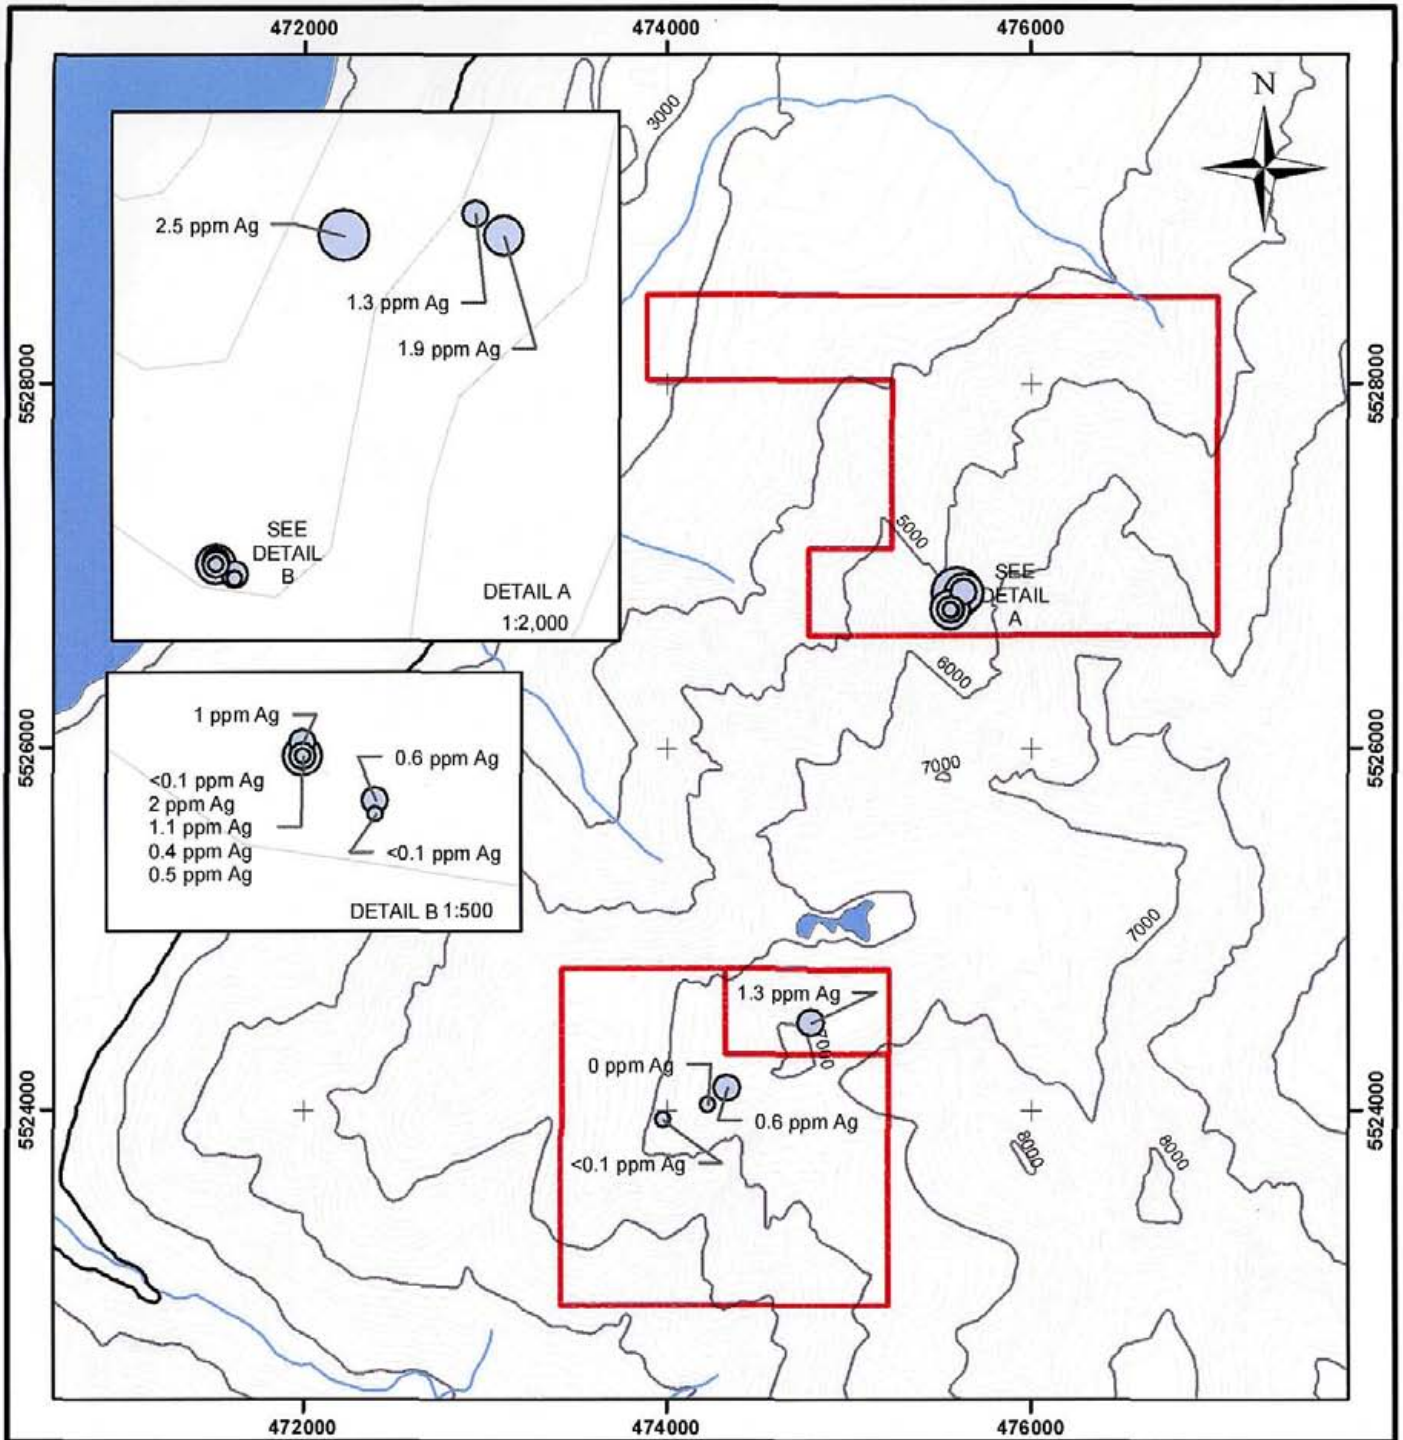 472000
474000
476000
N
3000
2.5 ppm Ag
1.3 ppm Ag
1.9 ppm Ag
5528000
5528000
SEE
DETAIL
B
DETAIL A
1:2,000
5000
SEE
DETAIL
A
6000
1 ppm Ag
0.6 ppm Ag
<0.1 ppm Ag
2 ppm Ag
1.1 ppm Ag
0.4 ppm Ag
0.5 ppm Ag
<0.1 ppm Ag
DETAIL B 1:500
5526000
5526000
7000
7000
1.3 ppm Ag
7000
0 ppm Ag
0.6 ppm Ag
<0.1 ppm Ag
5524000
5524000
8000
8000
472000
474000
476000